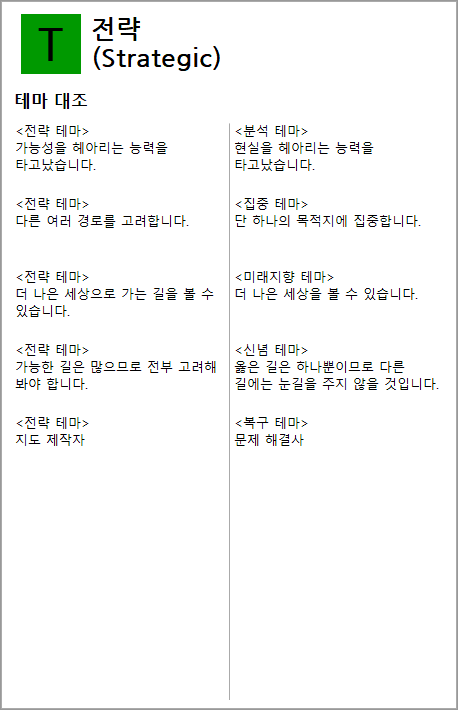 T
전략
(Strategic)
테마 대조
<전략 테마>
가능성을 헤아리는 능력을
타고났습니다.
<분석 테마>
현실을 헤아리는 능력을
타고났습니다.
<전략 테마>
다른 여러 경로를 고려합니다.
<집중 테마>
단 하나의 목적지에 집중합니다.
<전략 테마>
더 나은 세상으로 가는 길을 볼 수
있습니다.
<미래지향 테마>
더 나은 세상을 볼 수 있습니다.
<전략 테마>
가능한 길은 많으므로 전부 고려해
봐야 합니다.
<신념 테마>
옳은 길은 하나뿐이므로 다른
길에는 눈길을 주지 않을 것입니다.
<전략 테마>
지도 제작자
<복구 테마>
문제 해결사